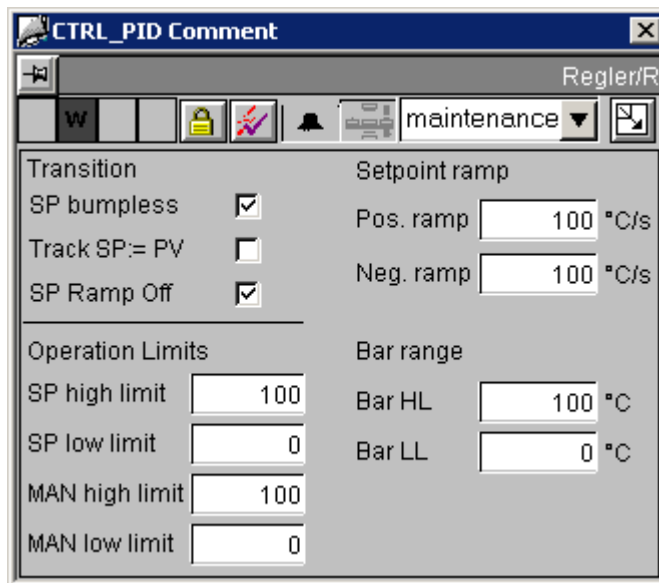 CTRL_PID Comment
Regler/R
W
maintenance
Transition
SP bumpless
Track SP:= PV
SP Ramp Off
Setpoint ramp
Pos. ramp 100 °C/s
Neg. ramp 100 °C/s
Operation Limits
SP high limit 100
SP low limit 0
MAN high limit 100
MAN low limit 0
Bar range
Bar HL 100 °C
Bar LL 0 °C